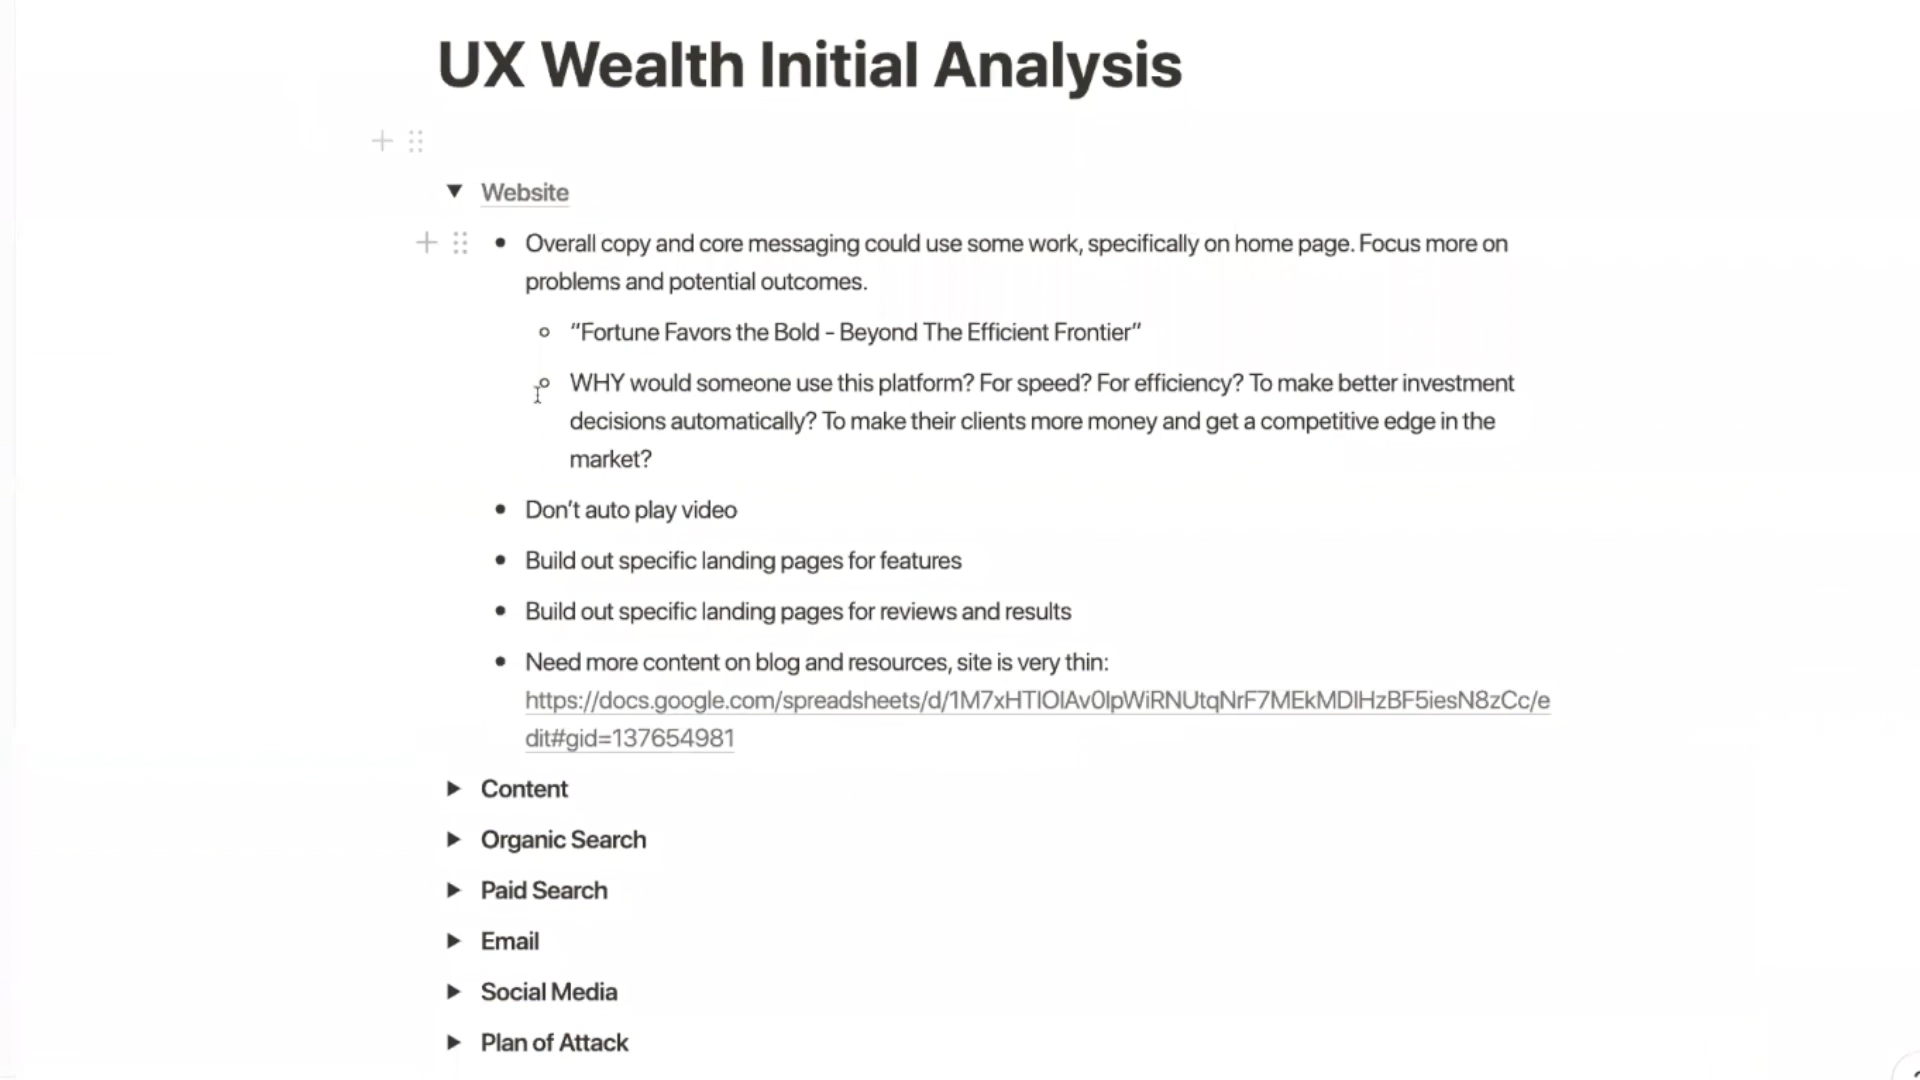 UX Wealth Initial Analysis
Website
Overall copy and core messaging could use some work, specifically on home page. Focus more on
problems and potential outcomes.
"Fortune Favors the Bold - Beyond The Efficient Frontier"
WHY would someone use this platform? For speed? For efficiency? To make better investment
decisions automatically? To make their clients more money and get a competitive edge in the
market?
Don't auto play video
Build out specific landing pages for features
Build out specific landing pages for reviews and results
Need more content on blog and resources, site is very thin:
https://docs.google.com/spreadsheets/d/1M7xHTlOlAv0lpWiRNUtqNrF7MEkMDlHzBF5iesN8zCc/e
dit#gid=137654981
Content
Organic Search
Paid Search
Email
Social Media
Plan of Attack